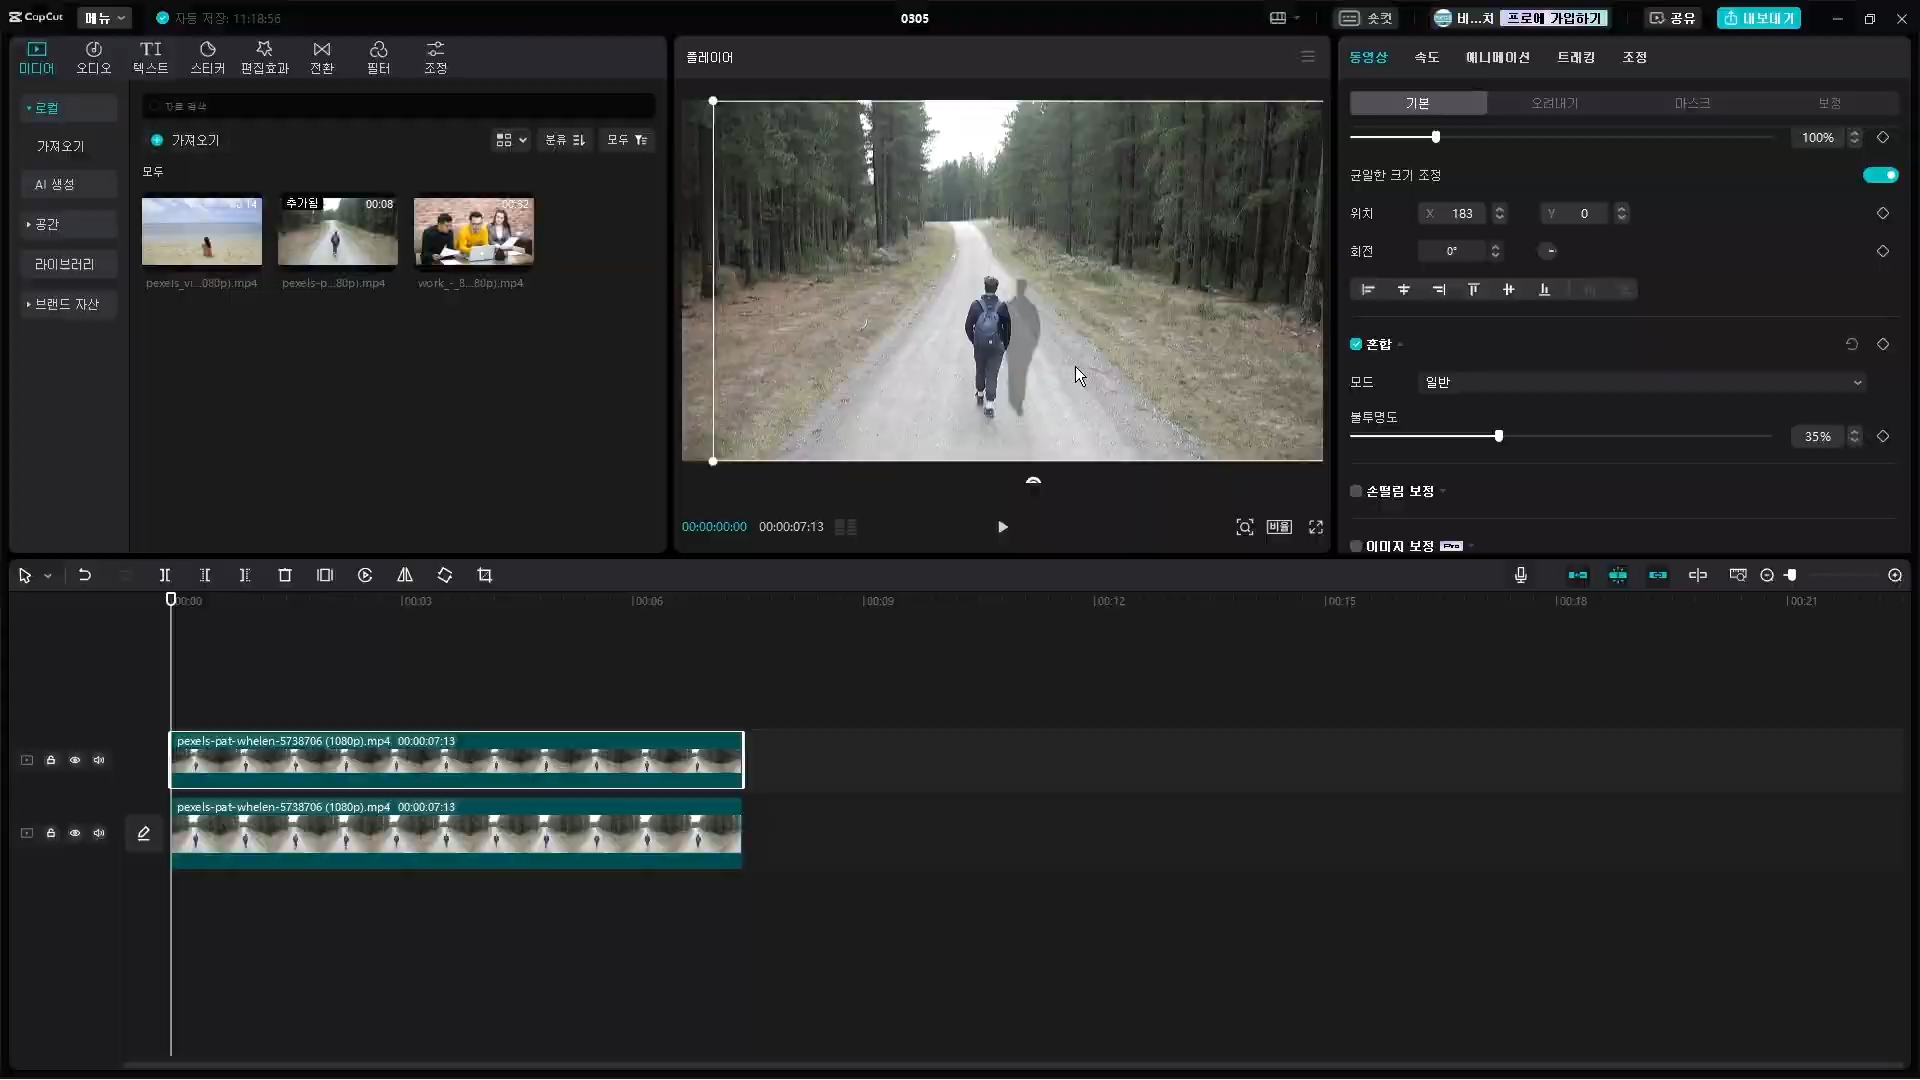 CapCut
메뉴
자동 저장: 11:18:56
0305
숏컷
비...치
프로에 가입하기
공유
내보내기
미디어
오디오
텍스트
스티커
편집효과
전환
필터
조정
로컬
가져오기
AI 생성
공간
라이브러리
브랜드 자산
가져오기
분류
모두
모두
추가됨
00:08
pexels_vi...080p).mp4
pexels-p...80p).mp4
work_-_8...80p).mp4
플레이어
00:00:00:00
00:00:07:13
비율
동영상
속도
애니메이션
트래킹
조정
기본
오려내기
마스크
보정
100%
균일한 크기 조정
위치
X 183
Y 0
회전
0°
혼합
모드
일반
불투명도
35%
손떨림 보정
이미지 보정 Pro
00:00
00:03
00:06
00:09
00:12
00:15
00:18
00:21
pexels-pat-whelen-5738706 (1080p).mp4 00:00:07:13
pexels-pat-whelen-5738706 (1080p).mp4 00:00:07:13